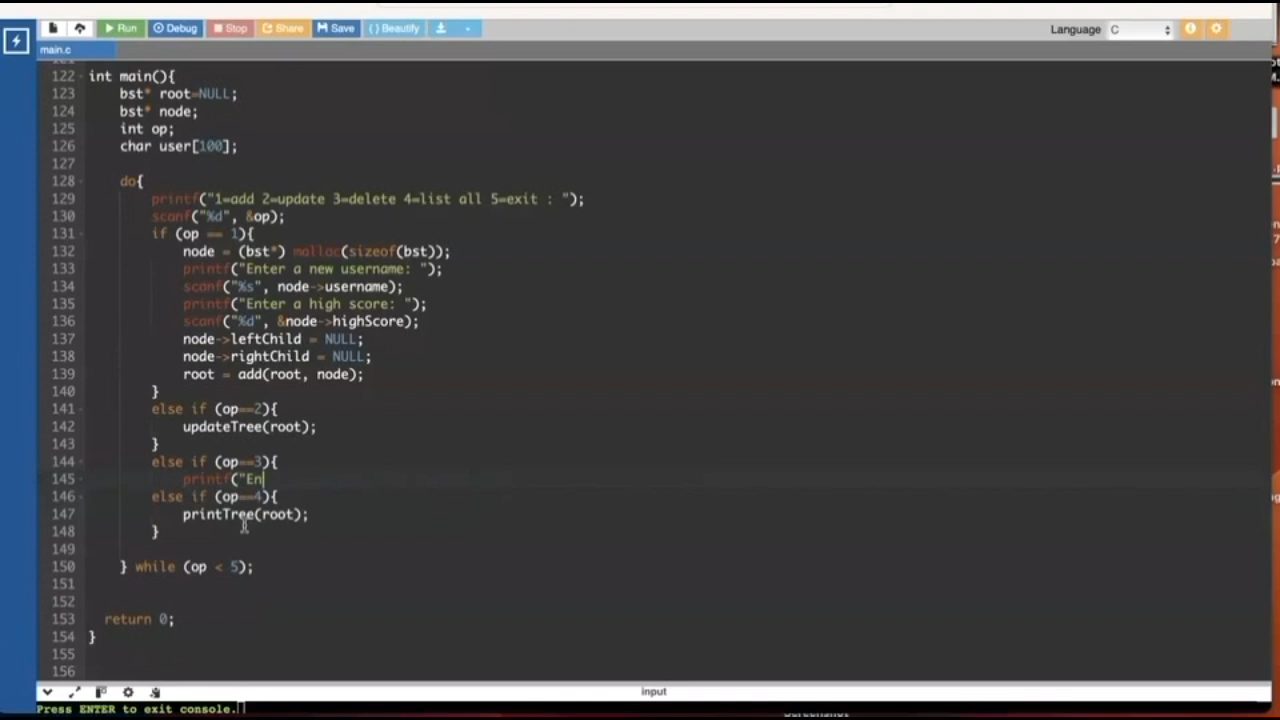 Run Debug Stop Share Save { } Beautify Language C
main.c
121
122 int main(){
123 bst* root=NULL;
124 bst* node;
125 int op;
126 char user[100];
127
128 do{
129 printf("1=add 2=update 3=delete 4=list all 5=exit : ");
130 scanf("%d", &op);
131 if (op == 1){
132 node = (bst*) malloc(sizeof(bst));
133 printf("Enter a new username: ");
134 scanf("%s", node->username);
135 printf("Enter a high score: ");
136 scanf("%d", &node->highScore);
137 node->leftChild = NULL;
138 node->rightChild = NULL;
139 root = add(root, node);
140 }
141 else if (op==2){
142 updateTree(root);
143 }
144 else if (op==3){
145 printf("En
146 else if (op==4){
147 printTree(root);
148 }
149
150 } while (op < 5);
151
152
153 return 0;
154 }
155
156
input
Press ENTER to exit console.
Screenshot